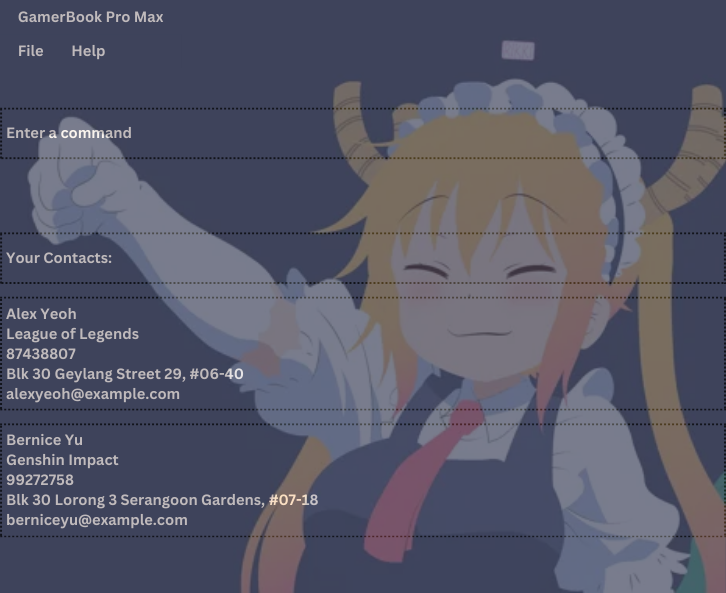 GamerBook Pro Max
File Help
Enter a command
Your Contacts:
Alex Yeoh
League of Legends
87438807
Blk 30 Geylang Street 29, #06-40
alexyeoh@example.com
Bernice Yu
Genshin Impact
99272758
Blk 30 Lorong 3 Serangoon Gardens, #07-18
berniceyu@example.com